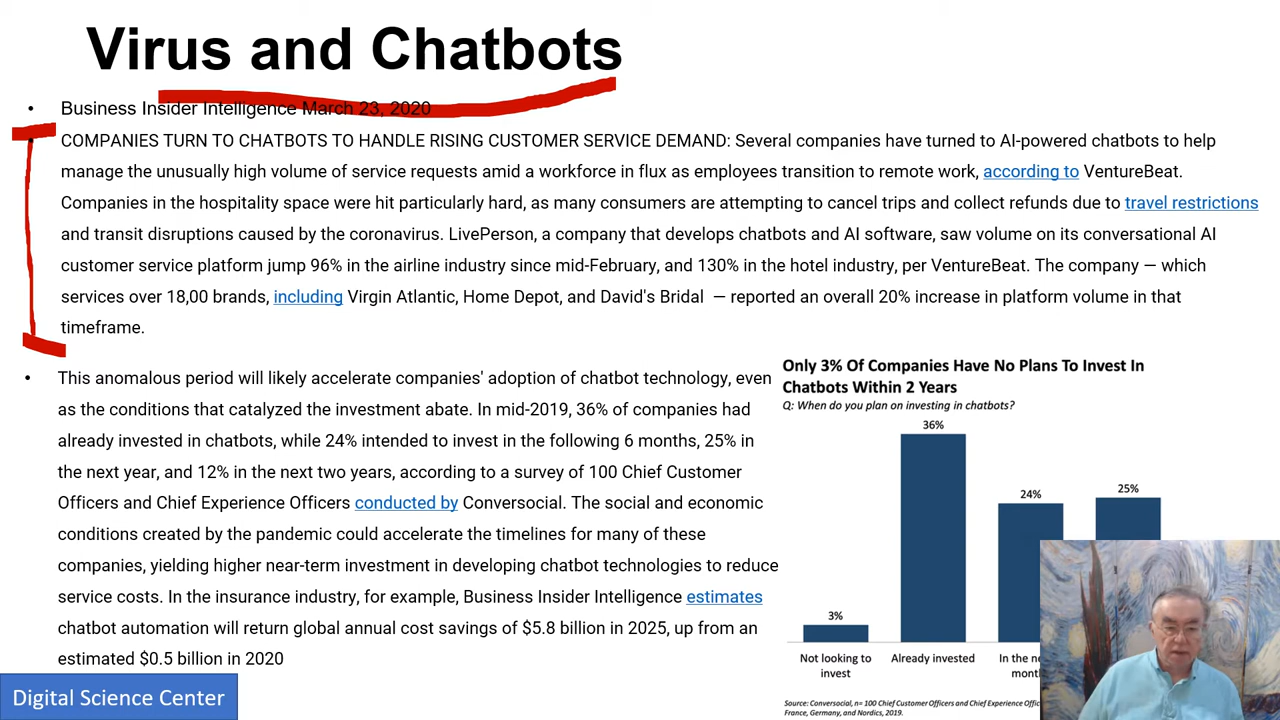 Virus and Chatbots
• Business Insider Intelligence March 23, 2020
• COMPANIES TURN TO CHATBOTS TO HANDLE RISING CUSTOMER SERVICE DEMAND: Several companies have turned to AI-powered chatbots to help
manage the unusually high volume of service requests amid a workforce in flux as employees transition to remote work, according to VentureBeat.
Companies in the hospitality space were hit particularly hard, as many consumers are attempting to cancel trips and collect refunds due to travel restrictions
and transit disruptions caused by the coronavirus. LivePerson, a company that develops chatbots and AI software, saw volume on its conversational AI
customer service platform jump 96% in the airline industry since mid-February, and 130% in the hotel industry, per VentureBeat. The company — which
services over 18,00 brands, including Virgin Atlantic, Home Depot, and David's Bridal — reported an overall 20% increase in platform volume in that
timeframe.
• This anomalous period will likely accelerate companies' adoption of chatbot technology, even
as the conditions that catalyzed the investment abate. In mid-2019, 36% of companies had
already invested in chatbots, while 24% intended to invest in the following 6 months, 25% in
the next year, and 12% in the next two years, according to a survey of 100 Chief Customer
Officers and Chief Experience Officers conducted by Conversocial. The social and economic
conditions created by the pandemic could accelerate the timelines for many of these
companies, yielding higher near-term investment in developing chatbot technologies to reduce
service costs. In the insurance industry, for example, Business Insider Intelligence estimates
chatbot automation will return global annual cost savings of $5.8 billion in 2025, up from an
estimated $0.5 billion in 2020
Only 3% Of Companies Have No Plans To Invest In
Chatbots Within 2 Years
Q: When do you plan on investing in chatbots?
36%
24%
25%
3%
Not looking to
invest
Already invested
In the
Source: Conversocial, n= 100 Chief Customer Officers and Chief Experience
France, Germany, and Nordics, 2019.
Digital Science Center